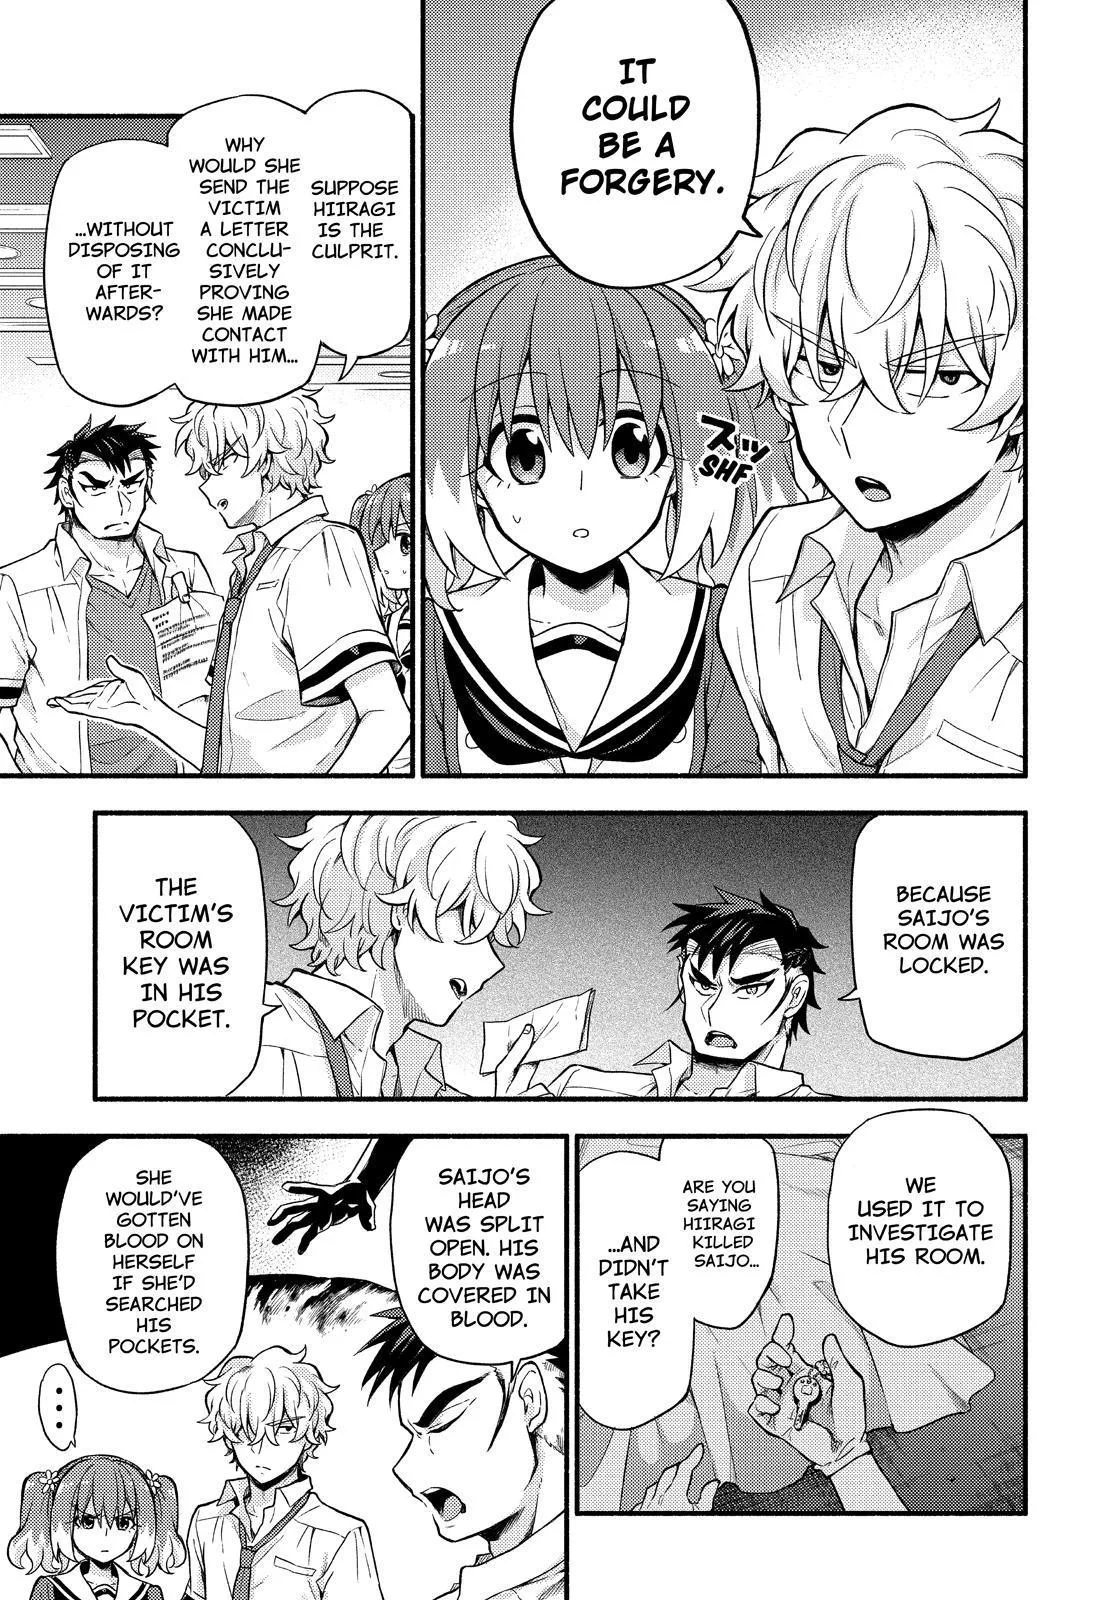 IT
COULD
BE A
FORGERY.
ズッ
SHF
SUPPOSE
HIIRAGI
IS THE
CULPRIT.
WHY
WOULD SHE
SEND THE
VICTIM
A LETTER
CONCLU-
SIVELY
PROVING
SHE MADE
CONTACT
WITH HIM...
...WITHOUT
DISPOSING
OF IT
AFTER-
WARDS?
BECAUSE
SAIJO'S
ROOM WAS
LOCKED.
THE
VICTIM'S
ROOM
KEY WAS
IN HIS
POCKET.
WE
USED IT TO
INVESTIGATE
HIS ROOM.
ARE YOU
SAYING
HIIRAGI
KILLED
SAIJO...
...AND
DIDN'T
TAKE
HIS
KEY?
SAIJO'S
HEAD
WAS SPLIT
OPEN. HIS
BODY WAS
COVERED IN
BLOOD.
SHE
WOULD'VE
GOTTEN
BLOOD ON
HERSELF
IF SHE'D
SEARCHED
HIS
POCKETS.
...